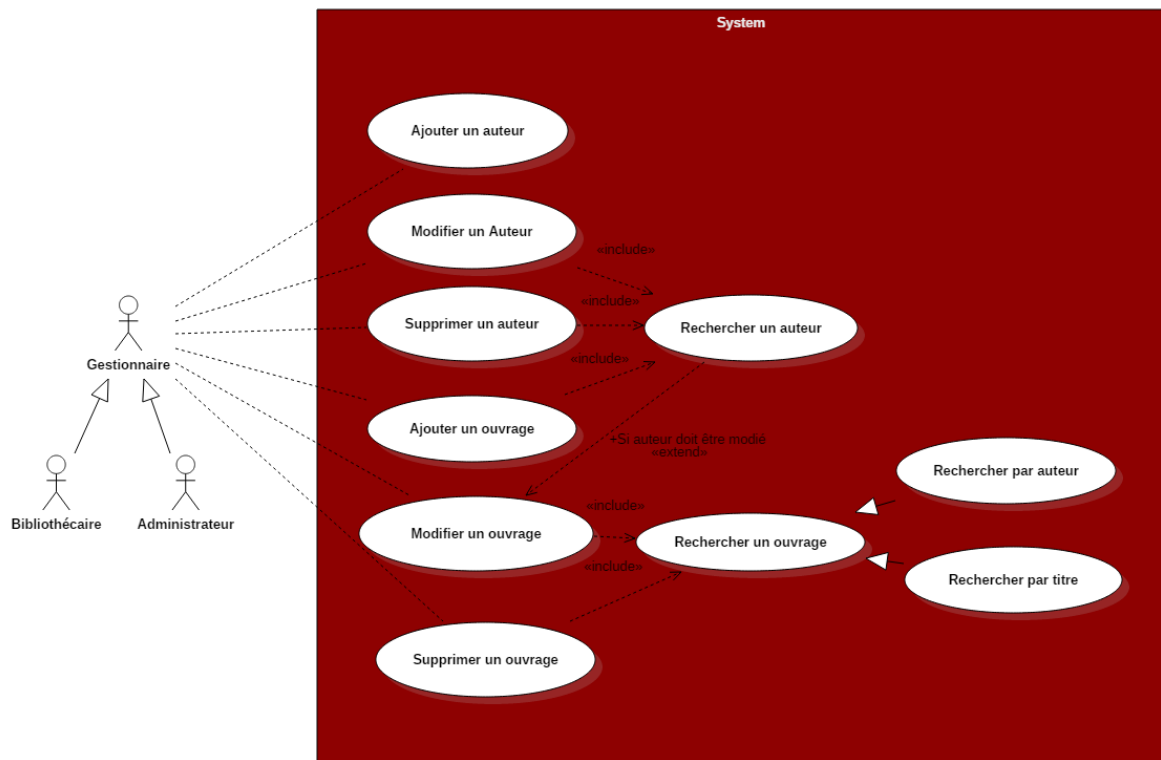 System
Ajouter un auteur
Modifier un Auteur
«include»
«include»
Supprimer un auteur
Rechercher un auteur
Gestionnaire
«include»
Ajouter un ouvrage
+Si auteur doit être modié
«extend»
Rechercher par auteur
Bibliothécaire
Administrateur
«include»
Modifier un ouvrage
Rechercher un ouvrage
«include»
Rechercher par titre
Supprimer un ouvrage